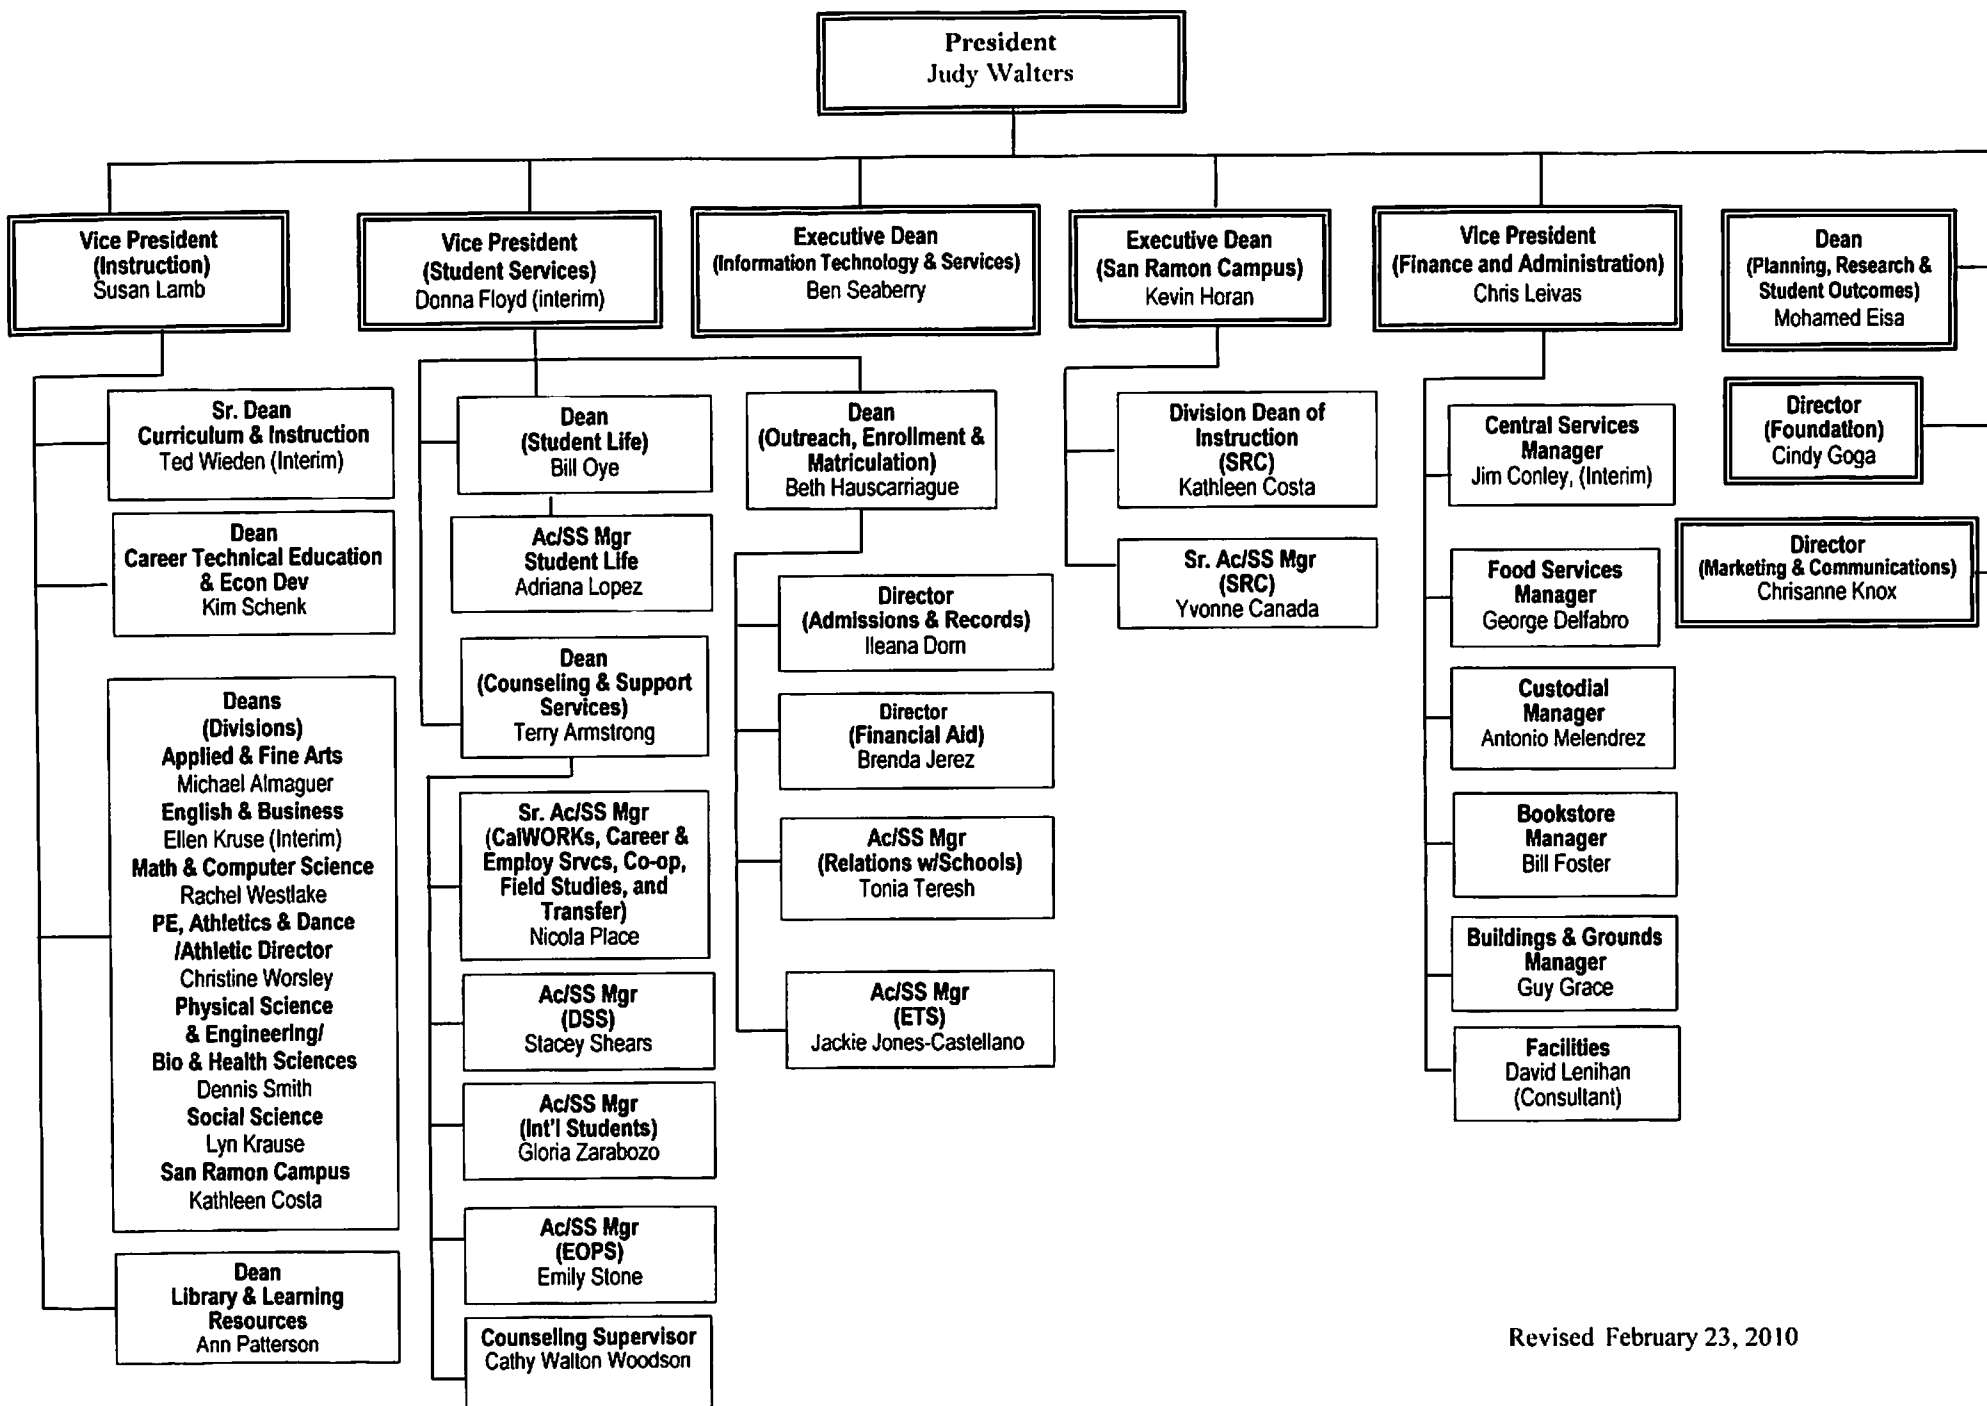 President
Judy Walters
Vice President
(Instruction)
Susan Lamb
Vice President
(Student Services)
Donna Floyd (interim)
Executive Dean
(Information Technology & Services)
Ben Seaberry
Executive Dean
(San Ramon Campus)
Kevin Horan
Vice President
(Finance and Administration)
Chris Leivas
Dean
(Planning, Research &
Student Outcomes)
Mohamed Eisa
Sr. Dean
Curriculum & Instruction
Ted Wieden (Interim)
Dean
Career Technical Education
& Econ Dev
Kim Schenk
Deans
(Divisions)
Applied & Fine Arts
Michael Almaguer
English & Business
Ellen Kruse (Interim)
Math & Computer Science
Rachel Westlake
PE, Athletics & Dance
/Athletic Director
Christine Worsley
Physical Science
& Engineering/
Bio & Health Sciences
Dennis Smith
Social Science
Lyn Krause
San Ramon Campus
Kathleen Costa
Dean
Library & Learning
Resources
Ann Patterson
Dean
(Student Life)
Bill Oye
Ac/SS Mgr
Student Life
Adriana Lopez
Dean
(Counseling & Support
Services)
Terry Armstrong
Sr. Ac/SS Mgr
(CalWORKs, Career &
Employ Srvcs, Co-op,
Field Studies, and
Transfer)
Nicola Place
Ac/SS Mgr
(DSS)
Stacey Shears
Ac/SS Mgr
(Int'l Students)
Gloria Zarabozo
Ac/SS Mgr
(EOPS)
Emily Stone
Counseling Supervisor
Cathy Walton Woodson
Dean
(Outreach, Enrollment &
Matriculation)
Beth Hauscarriague
Director
(Admissions & Records)
Ileana Dorn
Director
(Financial Aid)
Brenda Jerez
Ac/SS Mgr
(Relations w/Schools)
Tonia Teresh
Ac/SS Mgr
(ETS)
Jackie Jones-Castellano
Division Dean of
Instruction
(SRC)
Kathleen Costa
Sr. Ac/SS Mgr
(SRC)
Yvonne Canada
Central Services
Manager
Jim Conley, (Interim)
Food Services
Manager
George Delfabro
Custodial
Manager
Antonio Melendrez
Bookstore
Manager
Bill Foster
Buildings & Grounds
Manager
Guy Grace
Facilities
David Lenihan
(Consultant)
Director
(Foundation)
Cindy Goga
Director
(Marketing & Communications)
Chrisanne Knox
Revised February 23, 2010